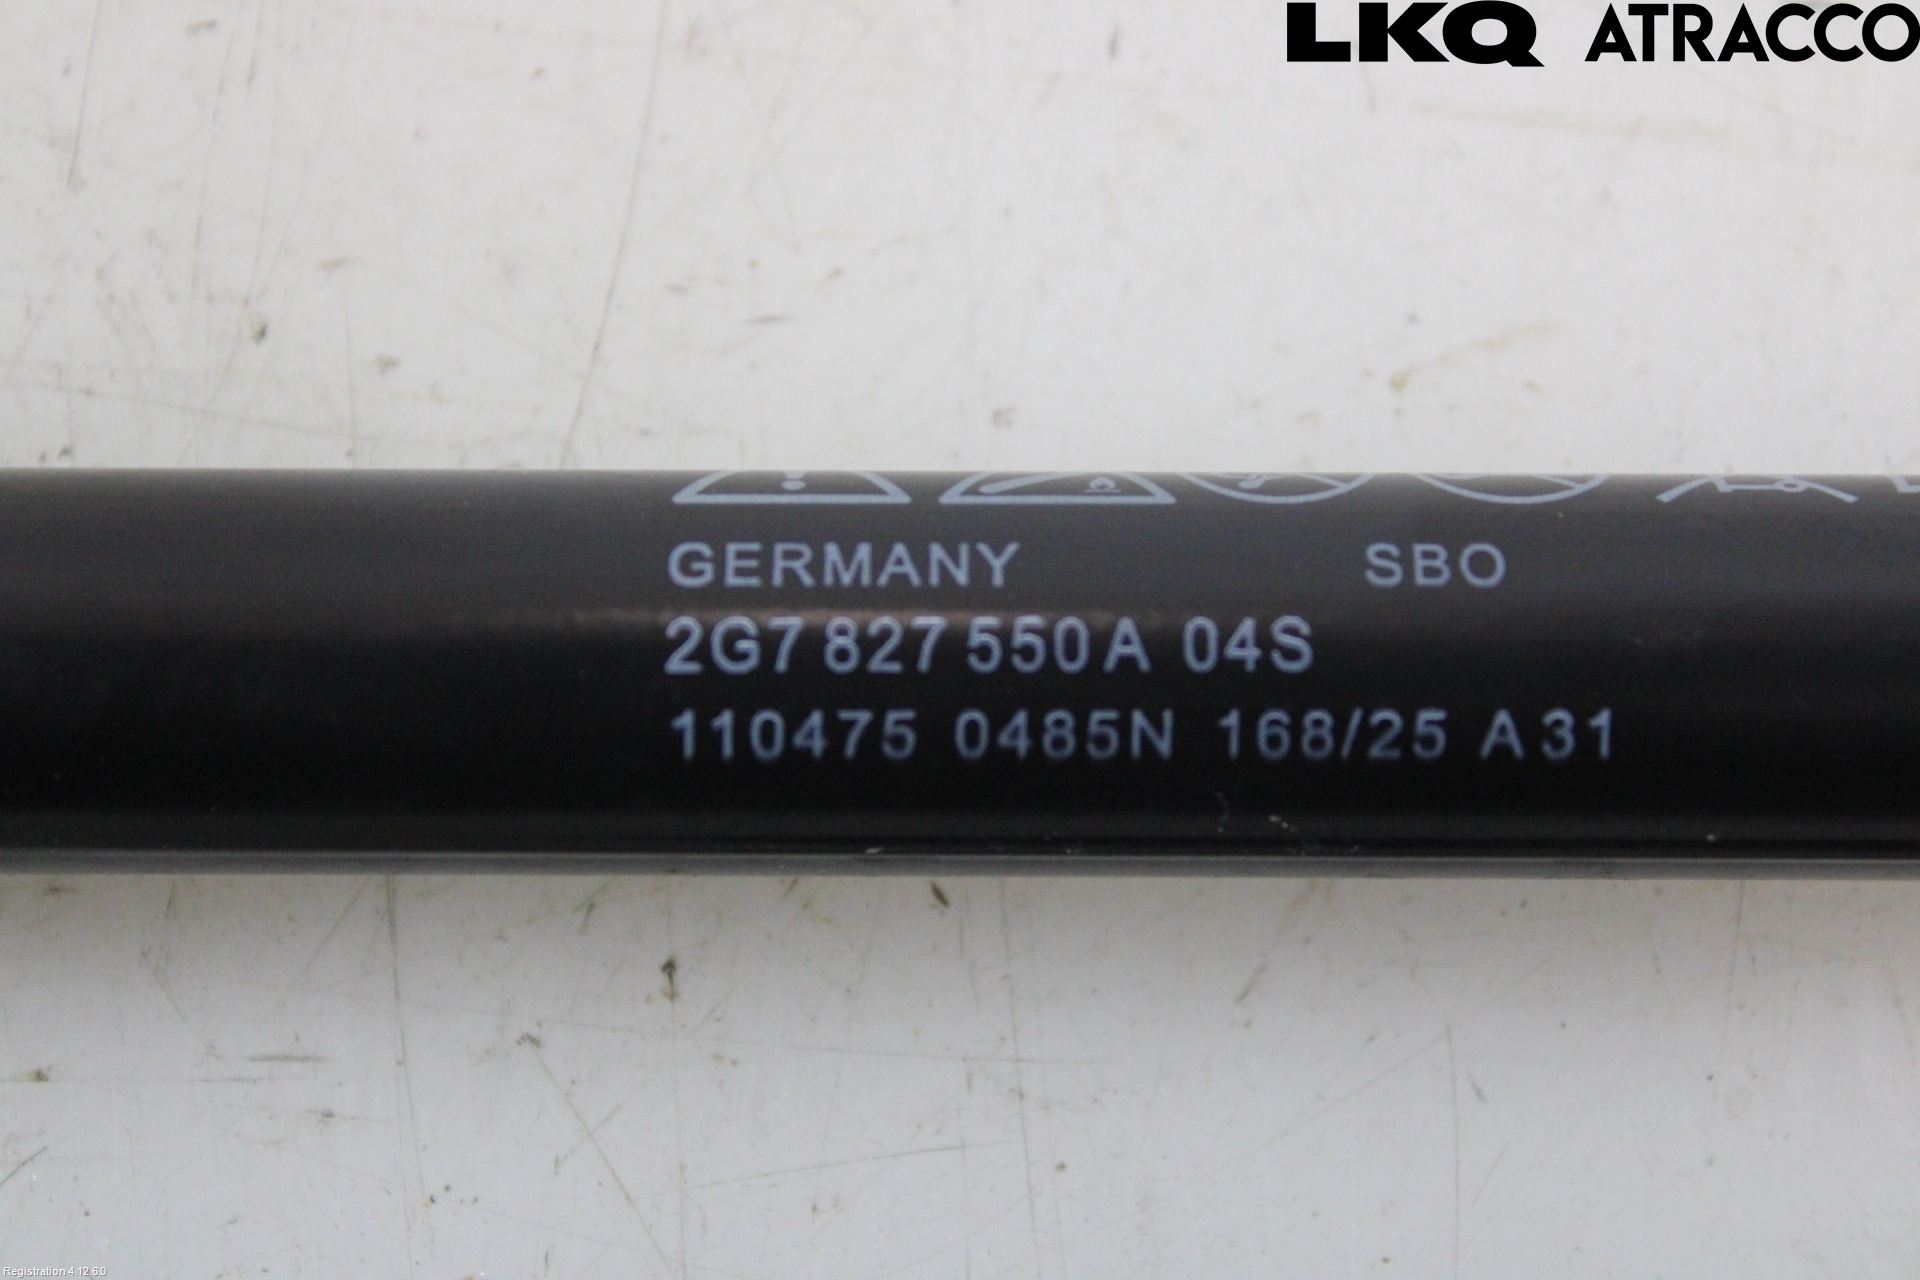 LKQ ATRACCO
GERMANY SBO
2G7 827 550 A 04S
110475 0485N 168/25 A31
Registration 4.12.6.0